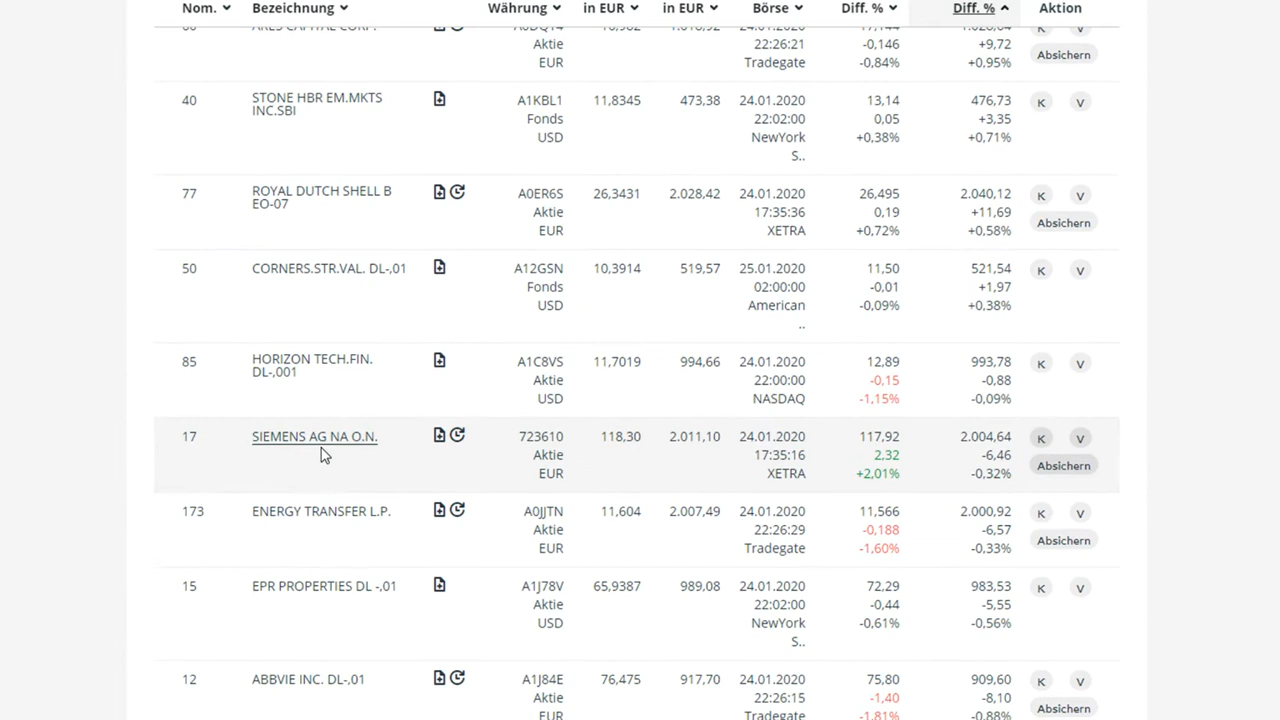 Nom. Bezeichnung Währung in EUR in EUR Börse Diff. % Diff. % Aktion
ARES CAPITAL CORP.
K V
Aktie 22:26:21 -0,146 +9,72 Absichern
EUR Tradegate -0,84% +0,95%
40 STONE HBR EM.MKTS A1KBL1 11,8345 473,38 24.01.2020 13,14 476,73 K V
INC.SBI Fonds 22:02:00 0,05 +3,35
USD NewYork +0,38% +0,71%
S..
77 ROYAL DUTCH SHELL B A0ER6S 26,3431 2.028,42 24.01.2020 26,495 2.040,12 K V
EO-07 Aktie 17:35:36 0,19 +11,69 Absichern
EUR XETRA +0,72% +0,58%
50 CORNERS.STR.VAL. DL-,01 A12GSN 10,3914 519,57 25.01.2020 11,50 521,54 K V
Fonds 02:00:00 -0,01 +1,97
USD American -0,09% +0,38%
..
85 HORIZON TECH.FIN. A1C8VS 11,7019 994,66 24.01.2020 12,89 993,78 K V
DL-,001 Aktie 22:00:00 -0,15 -0,88
USD NASDAQ -1,15% -0,09%
17 SIEMENS AG NA O.N. 723610 118,30 2.011,10 24.01.2020 117,92 2.004,64 K V
Aktie 17:35:16 2,32 -6,46 Absichern
EUR XETRA +2,01% -0,32%
173 ENERGY TRANSFER L.P. A0JJTN 11,604 2.007,49 24.01.2020 11,566 2.000,92 K V
Aktie 22:26:29 -0,188 -6,57 Absichern
EUR Tradegate -1,60% -0,33%
15 EPR PROPERTIES DL -,01 A1J78V 65,9387 989,08 24.01.2020 72,29 983,53 K V
Aktie 22:02:00 -0,44 -5,55
USD NewYork -0,61% -0,56%
S..
12 ABBVIE INC. DL-,01 A1J84E 76,475 917,70 24.01.2020 75,80 909,60 K V
Aktie 22:26:15 -1,40 -8,10 Absichern
EUR Tradegate -1,81% -0,88%